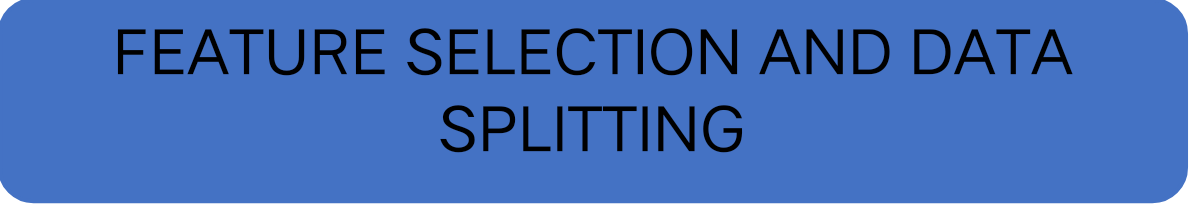 FEATURE SELECTION AND DATA
SPLITTING